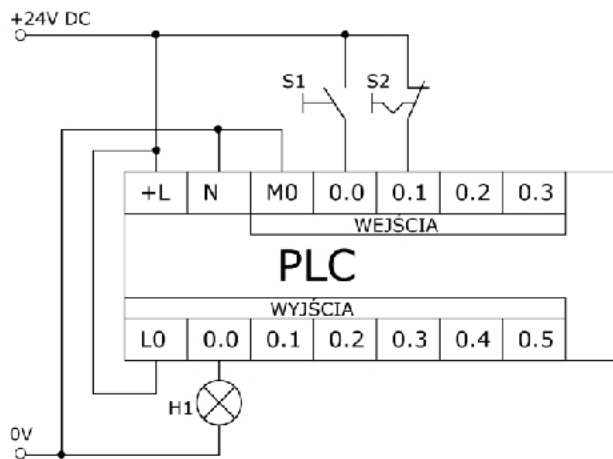 +24V DC
S1 S2
+L N M0 0.0 0.1 0.2 0.3
WEJŚCIA
PLC
WYJŚCIA
L0 0.0 0.1 0.2 0.3 0.4 0.5
H1
0V